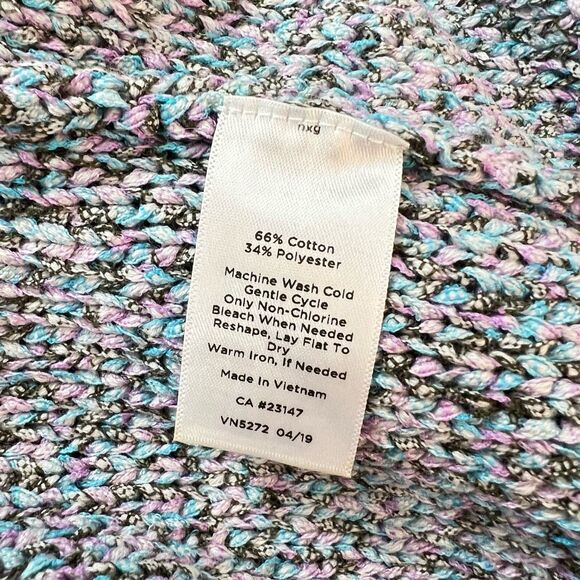 nxg
66% Cotton
34% Polyester
Machine Wash Cold
Gentle Cycle
Only Non-Chlorine
Bleach When Needed
Reshape, Lay Flat To
Dry
Warm Iron, If Needed
Made In Vietnam
CA #23147
VN5272 04/19